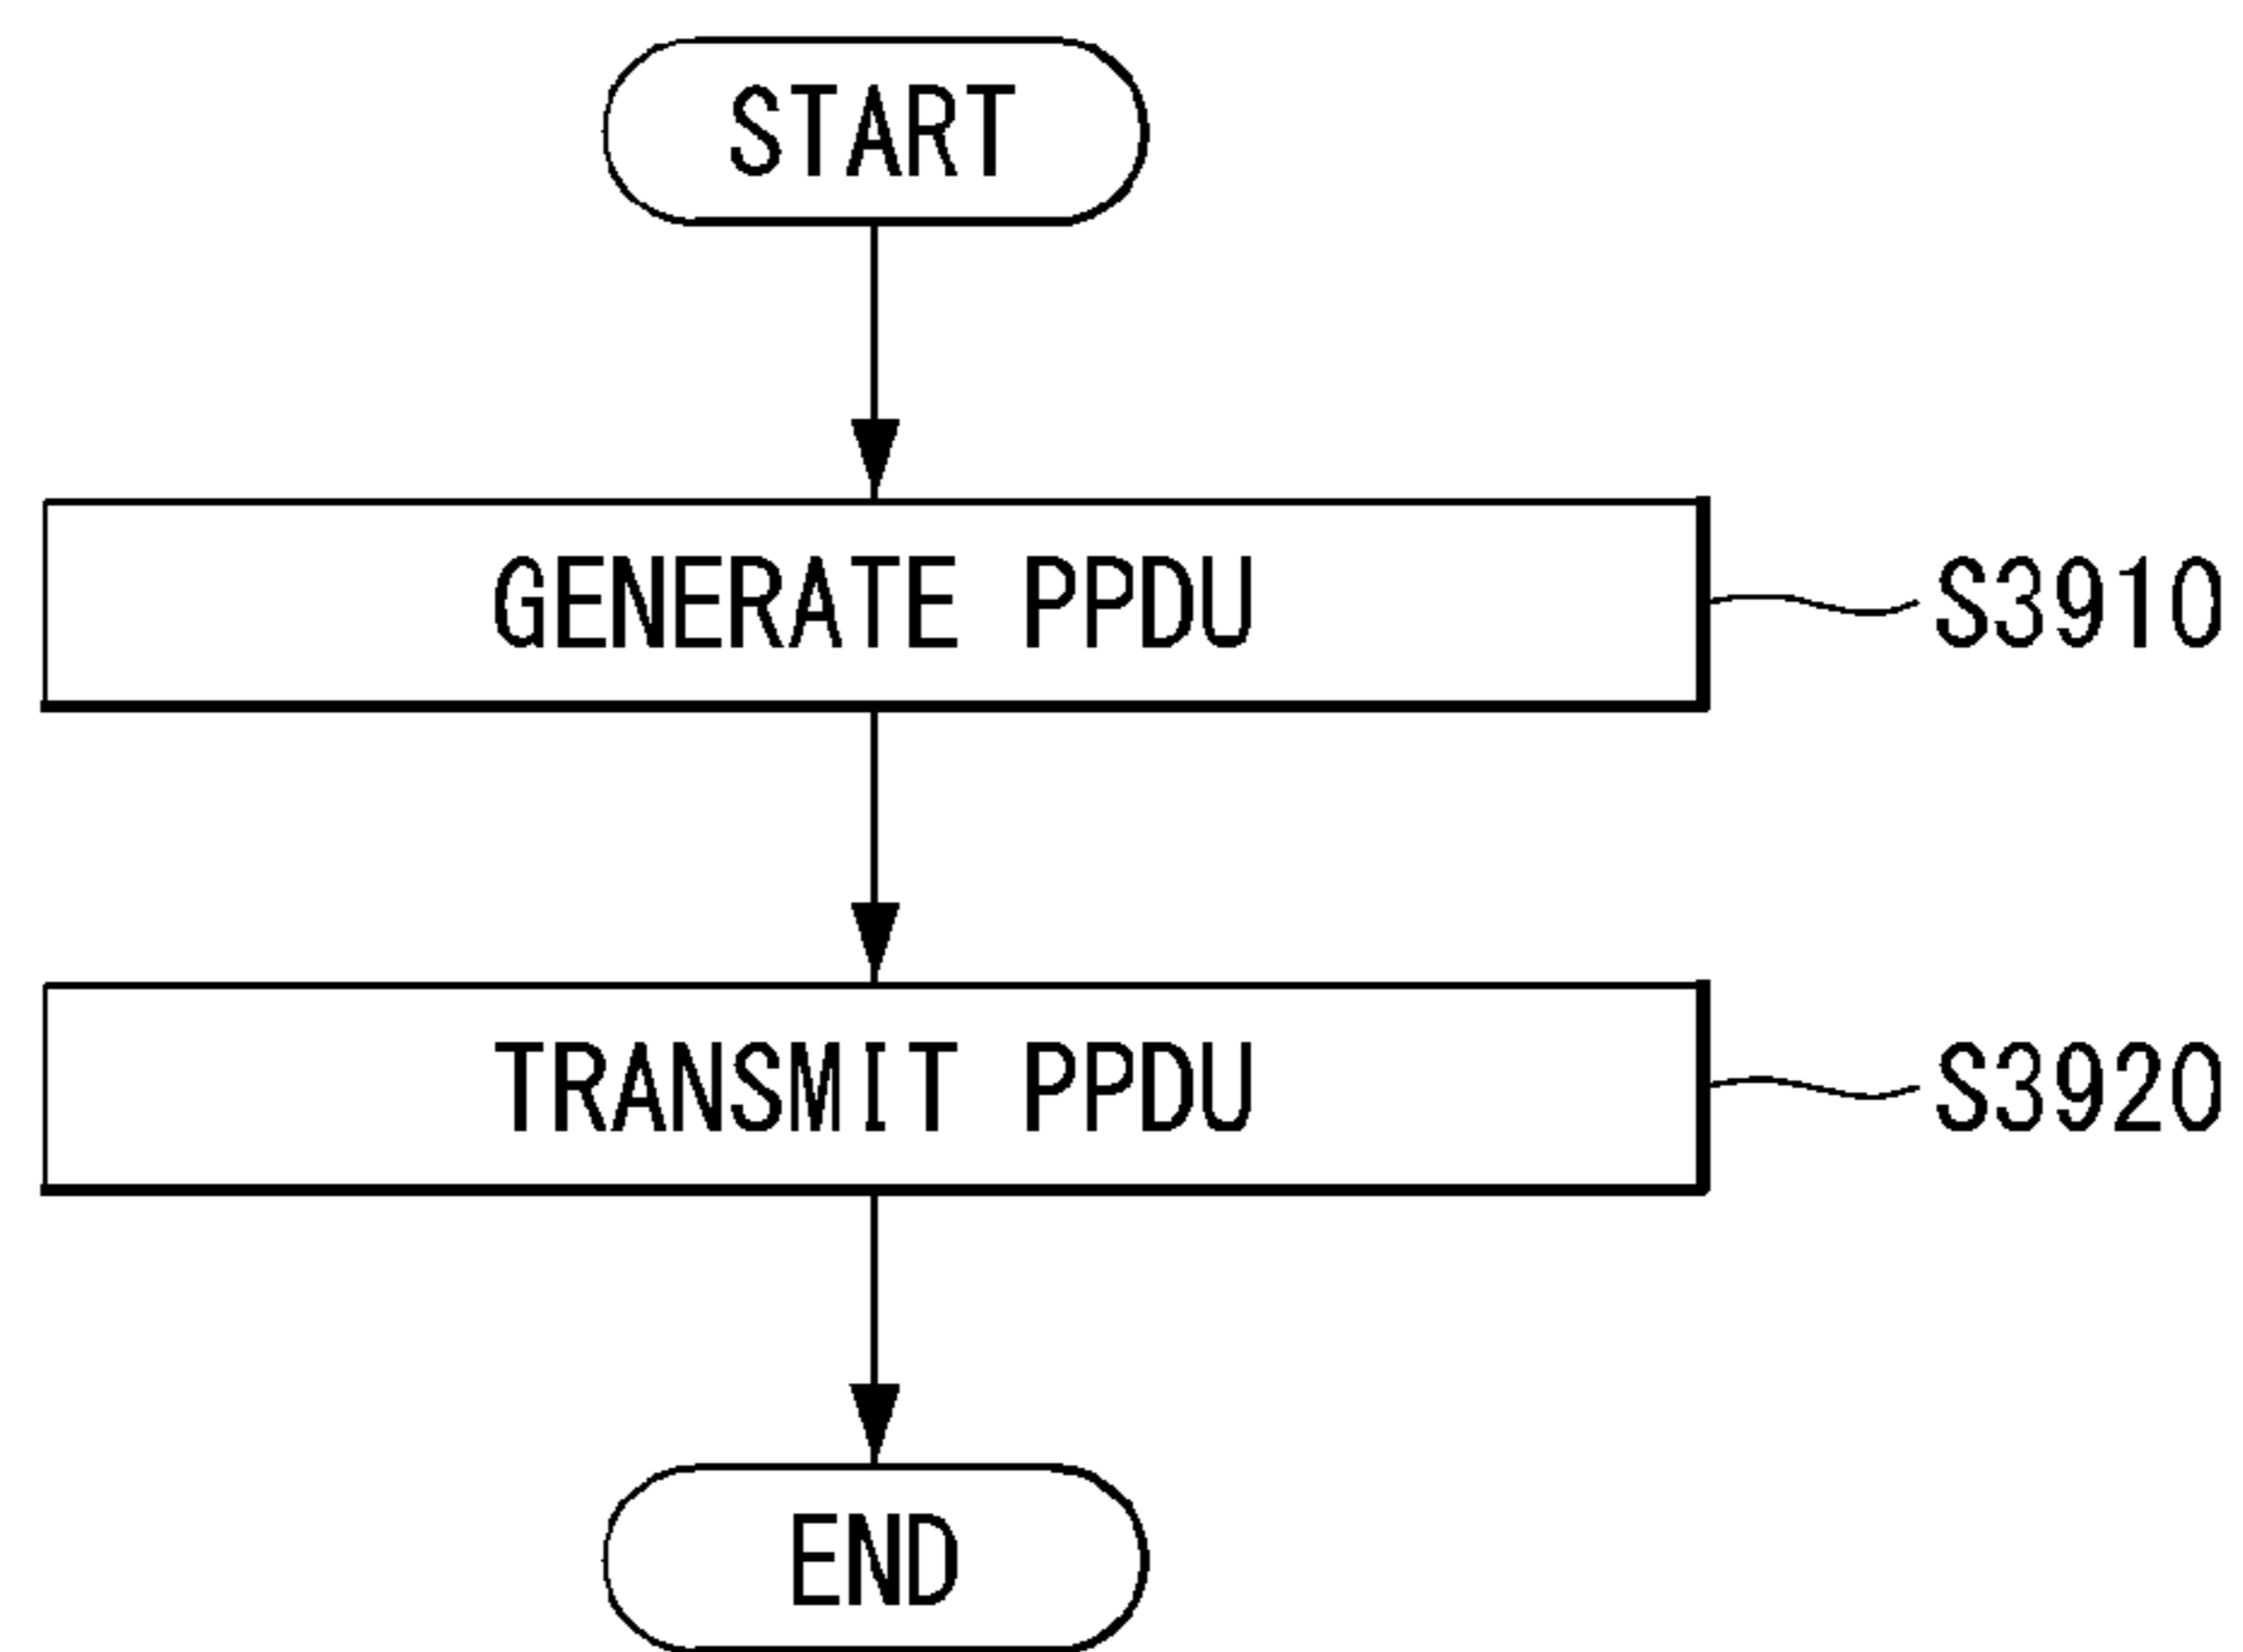 START
GENERATE PPDU
S3910
TRANSMIT PPDU
S3920
END